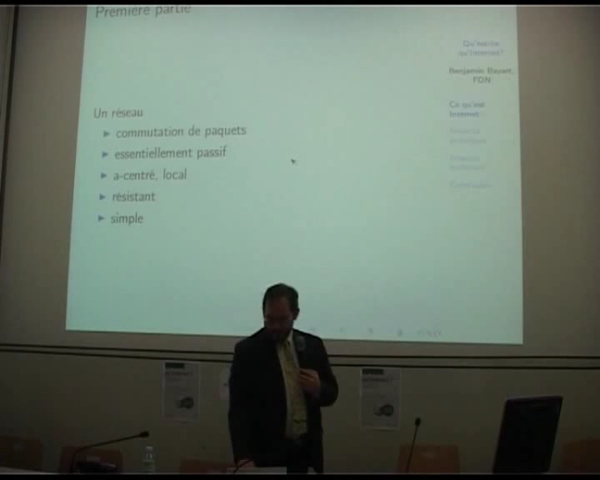 Première partie
Qu'est-ce
qu'Internet?
Benjamin Bayart,
FDN
Un réseau
commutation de paquets
essentiellement passif
a-centré, local
résistant
simple
Ce qu'est
Internet